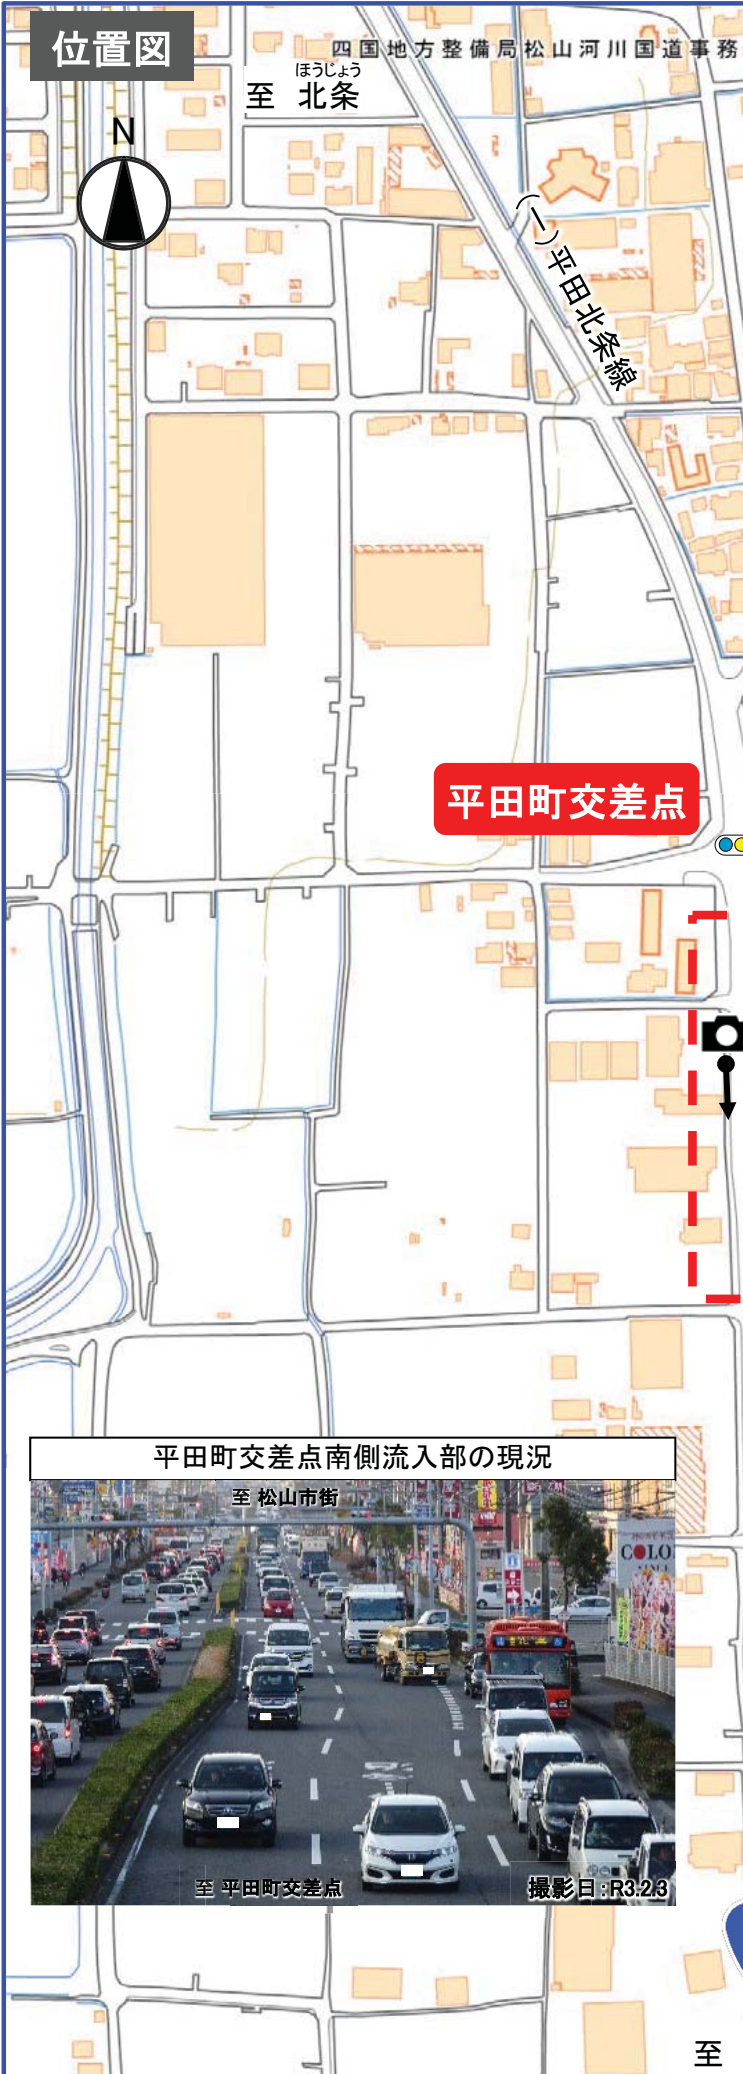 位置図
四国地方整備局松山河川国道事務
ほうじょう
至 北条
N
(一)平田北条線
平田町交差点
平田町交差点南側流入部の現況
至 松山市街
COLO
至 平田町交差点
撮影日:R3.2.3
至